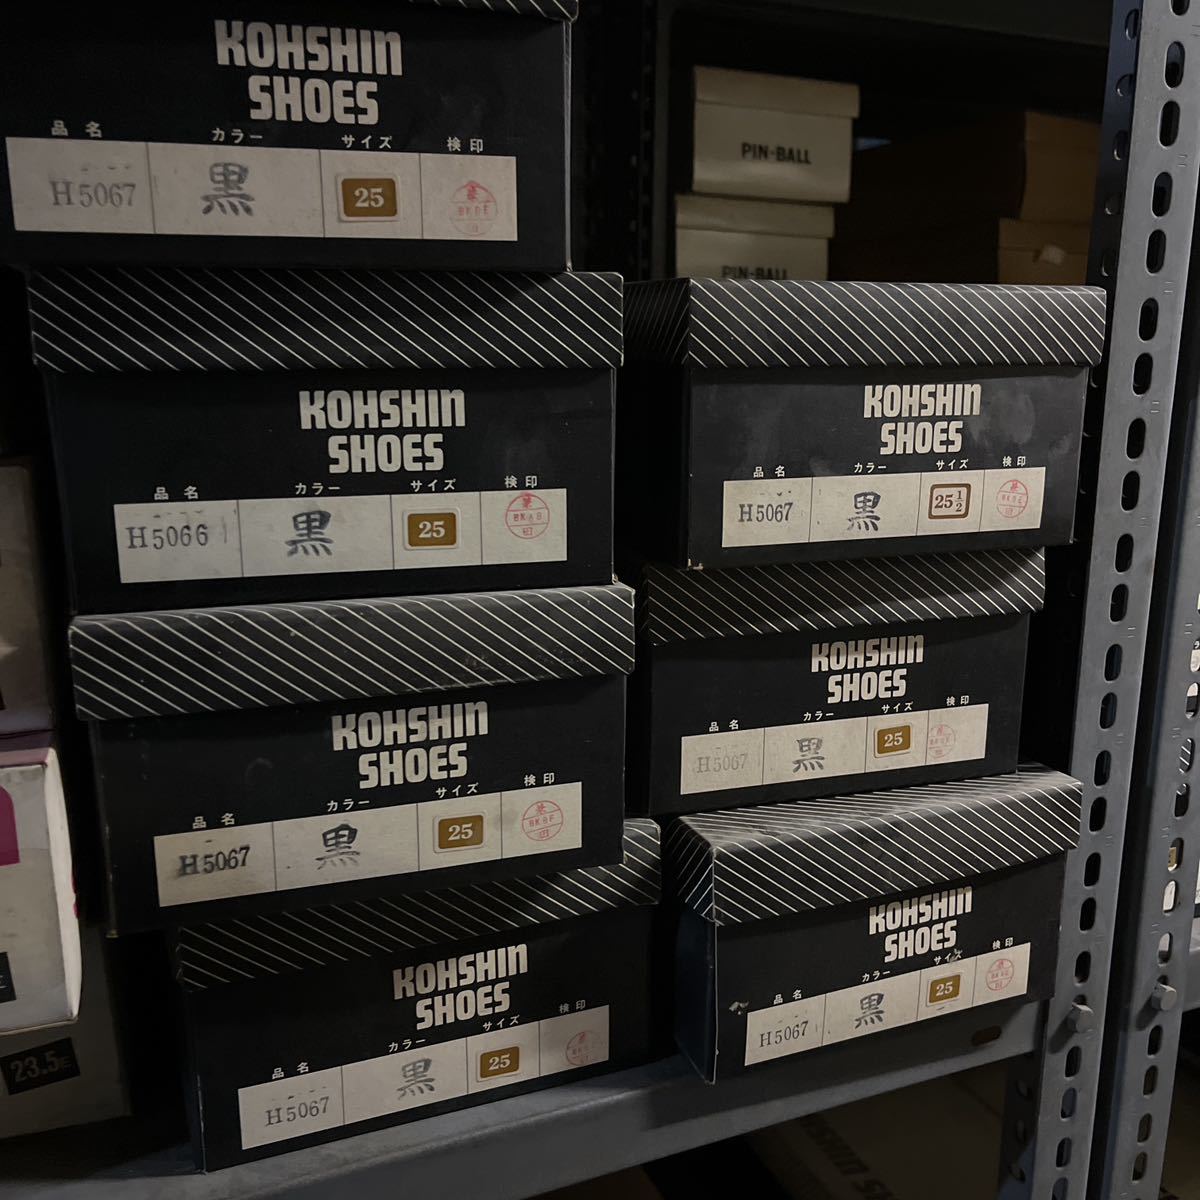 KOHSHIN
SHOES
品名 カラー サイズ 検印
H5067 黒 25
PIN-BALL
PIN-BALL
KOHSHIN
SHOES
品名 カラー サイズ 検印
H5066 黒 25 BKAB
KOHSHIN
SHOES
品名 カラー サイズ 検印
H5067 黒 25 1/2
KOHSHIN
SHOES
品名 カラー サイズ 検印
H5067 黒 25 BKBF
KOHSHIN
SHOES
品名 カラー サイズ 検印
H5067 黒 25
KOHSHIN
SHOES
品名 カラー サイズ 検印
H5067 黒 25
KOHSHIN
SHOES
品名 カラー サイズ 検印
H5067 黒 25
23.5E